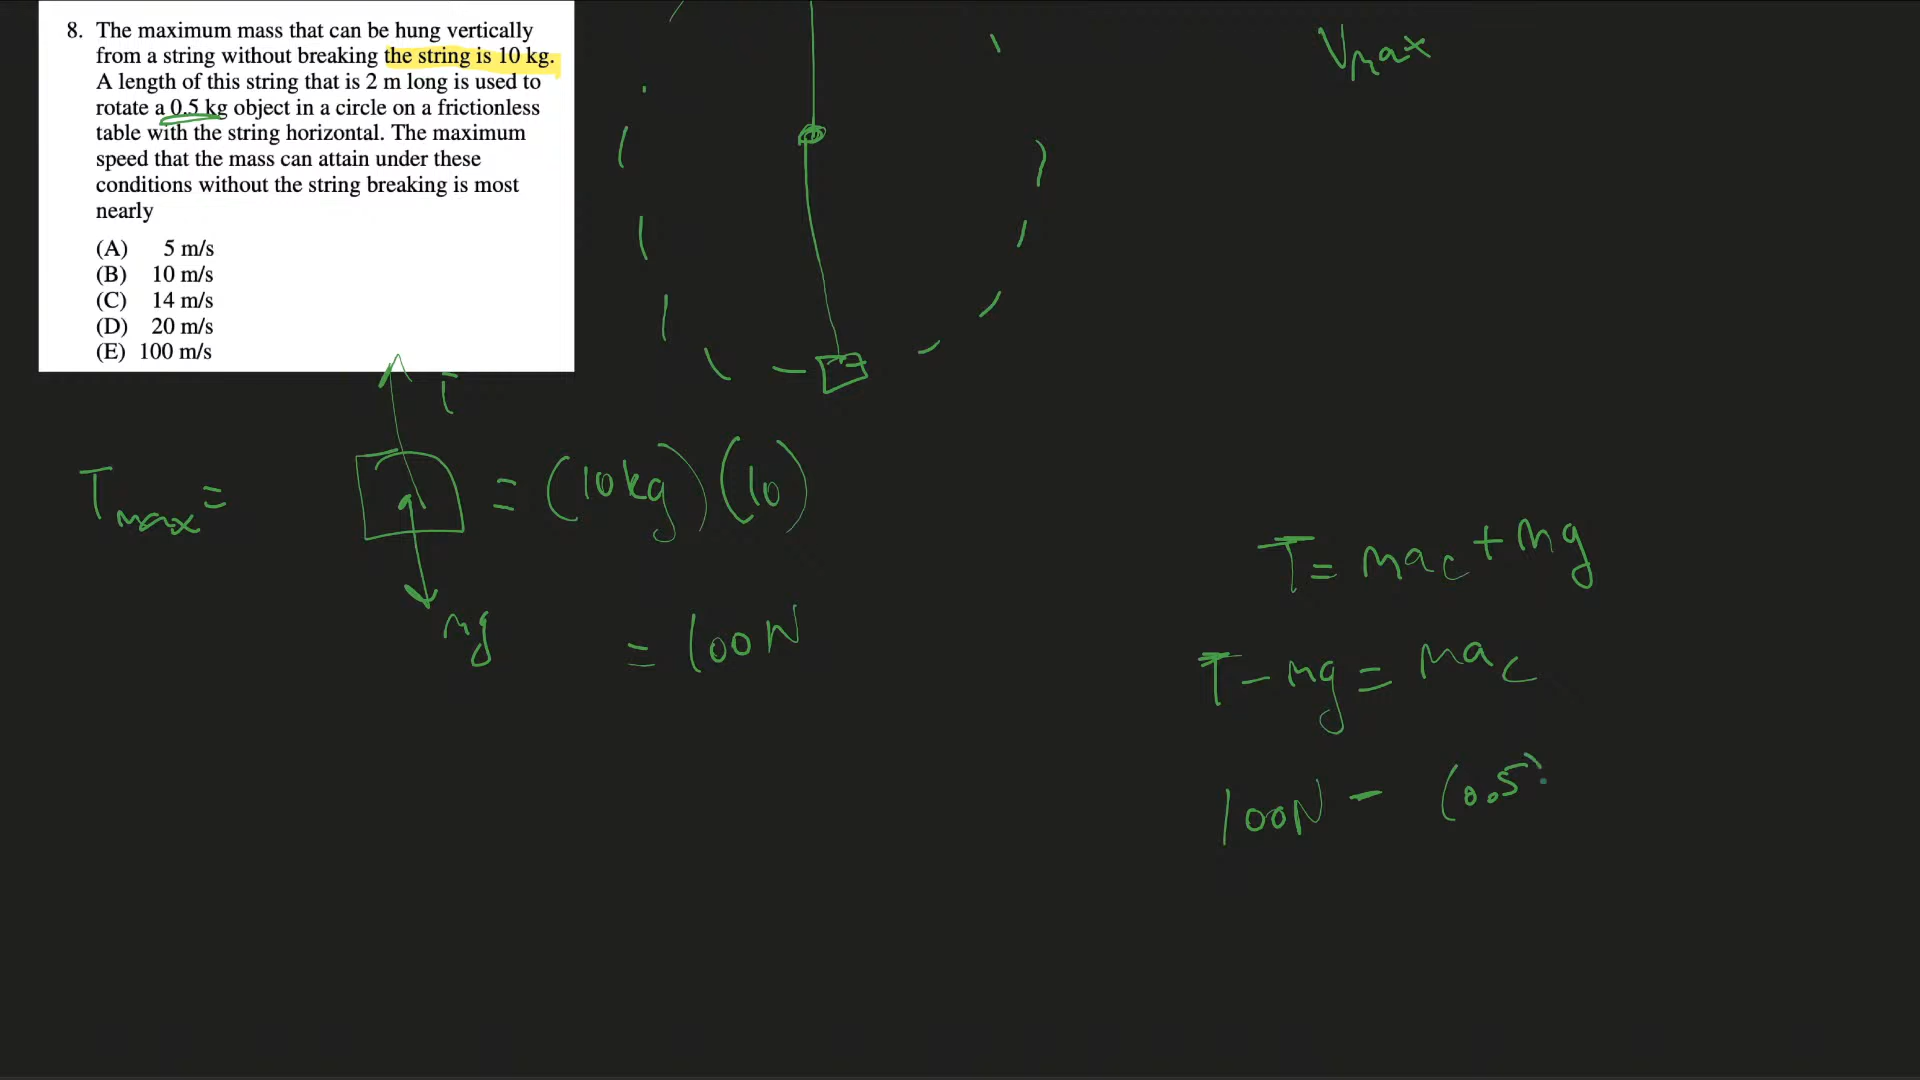 8. The maximum mass that can be hung vertically
from a string without breaking the string is 10 kg.
A length of this string that is 2 m long is used to
rotate a 0.5 kg object in a circle on a frictionless
table with the string horizontal. The maximum
speed that the mass can attain under these
conditions without the string breaking is most
nearly
(A) 5 m/s
(B) 10 m/s
(C) 14 m/s
(D) 20 m/s
(E) 100 m/s
Vmax
T
Tmax =
= (10kg)(10)
mg
= 100N
T = mac + mg
T - mg = mac
100N - (0.5)